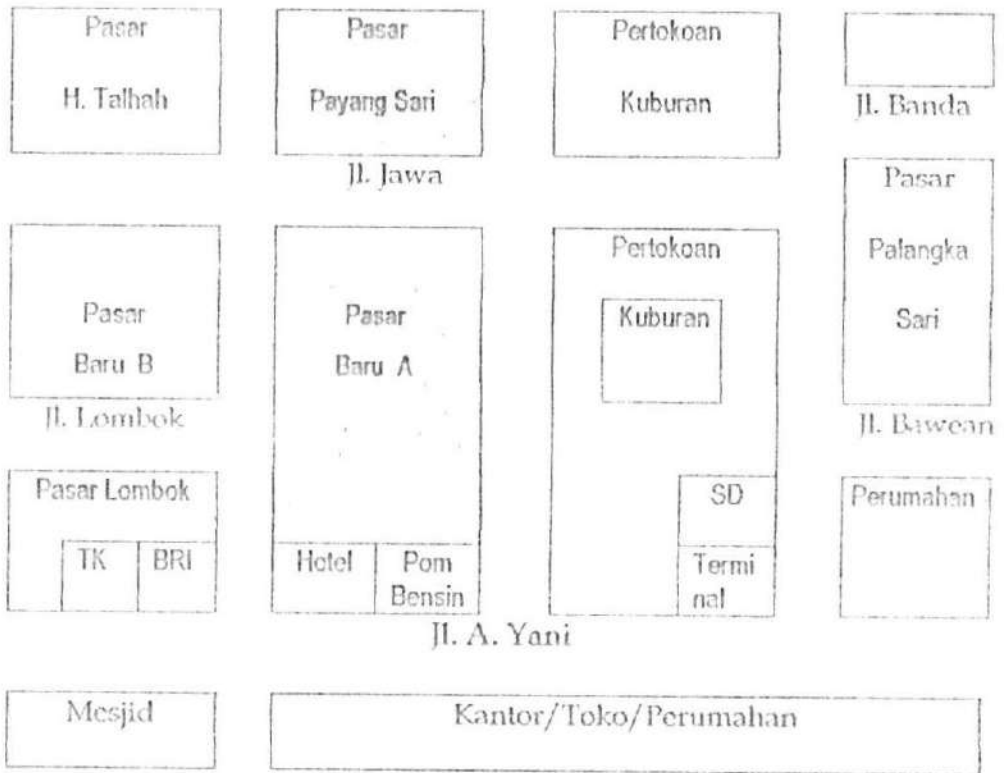 Pasar
H. Talhah
Pasar
Payang Sari
Pertokoan
Kuburan
Jl. Banda
Jl. Jawa
Pasar
Palangka
Sari
Pasar
Baru B
Pasar
Baru A
Pertokoan
Kuburan
Jl. Lombok
Jl. Bawean
Pasar Lombok
TK
BRI
Hotel
Pom
Bensin
SD
Termi
nal
Perumahan
Jl. A. Yani
Mesjid
Kantor/Toko/Perumahan